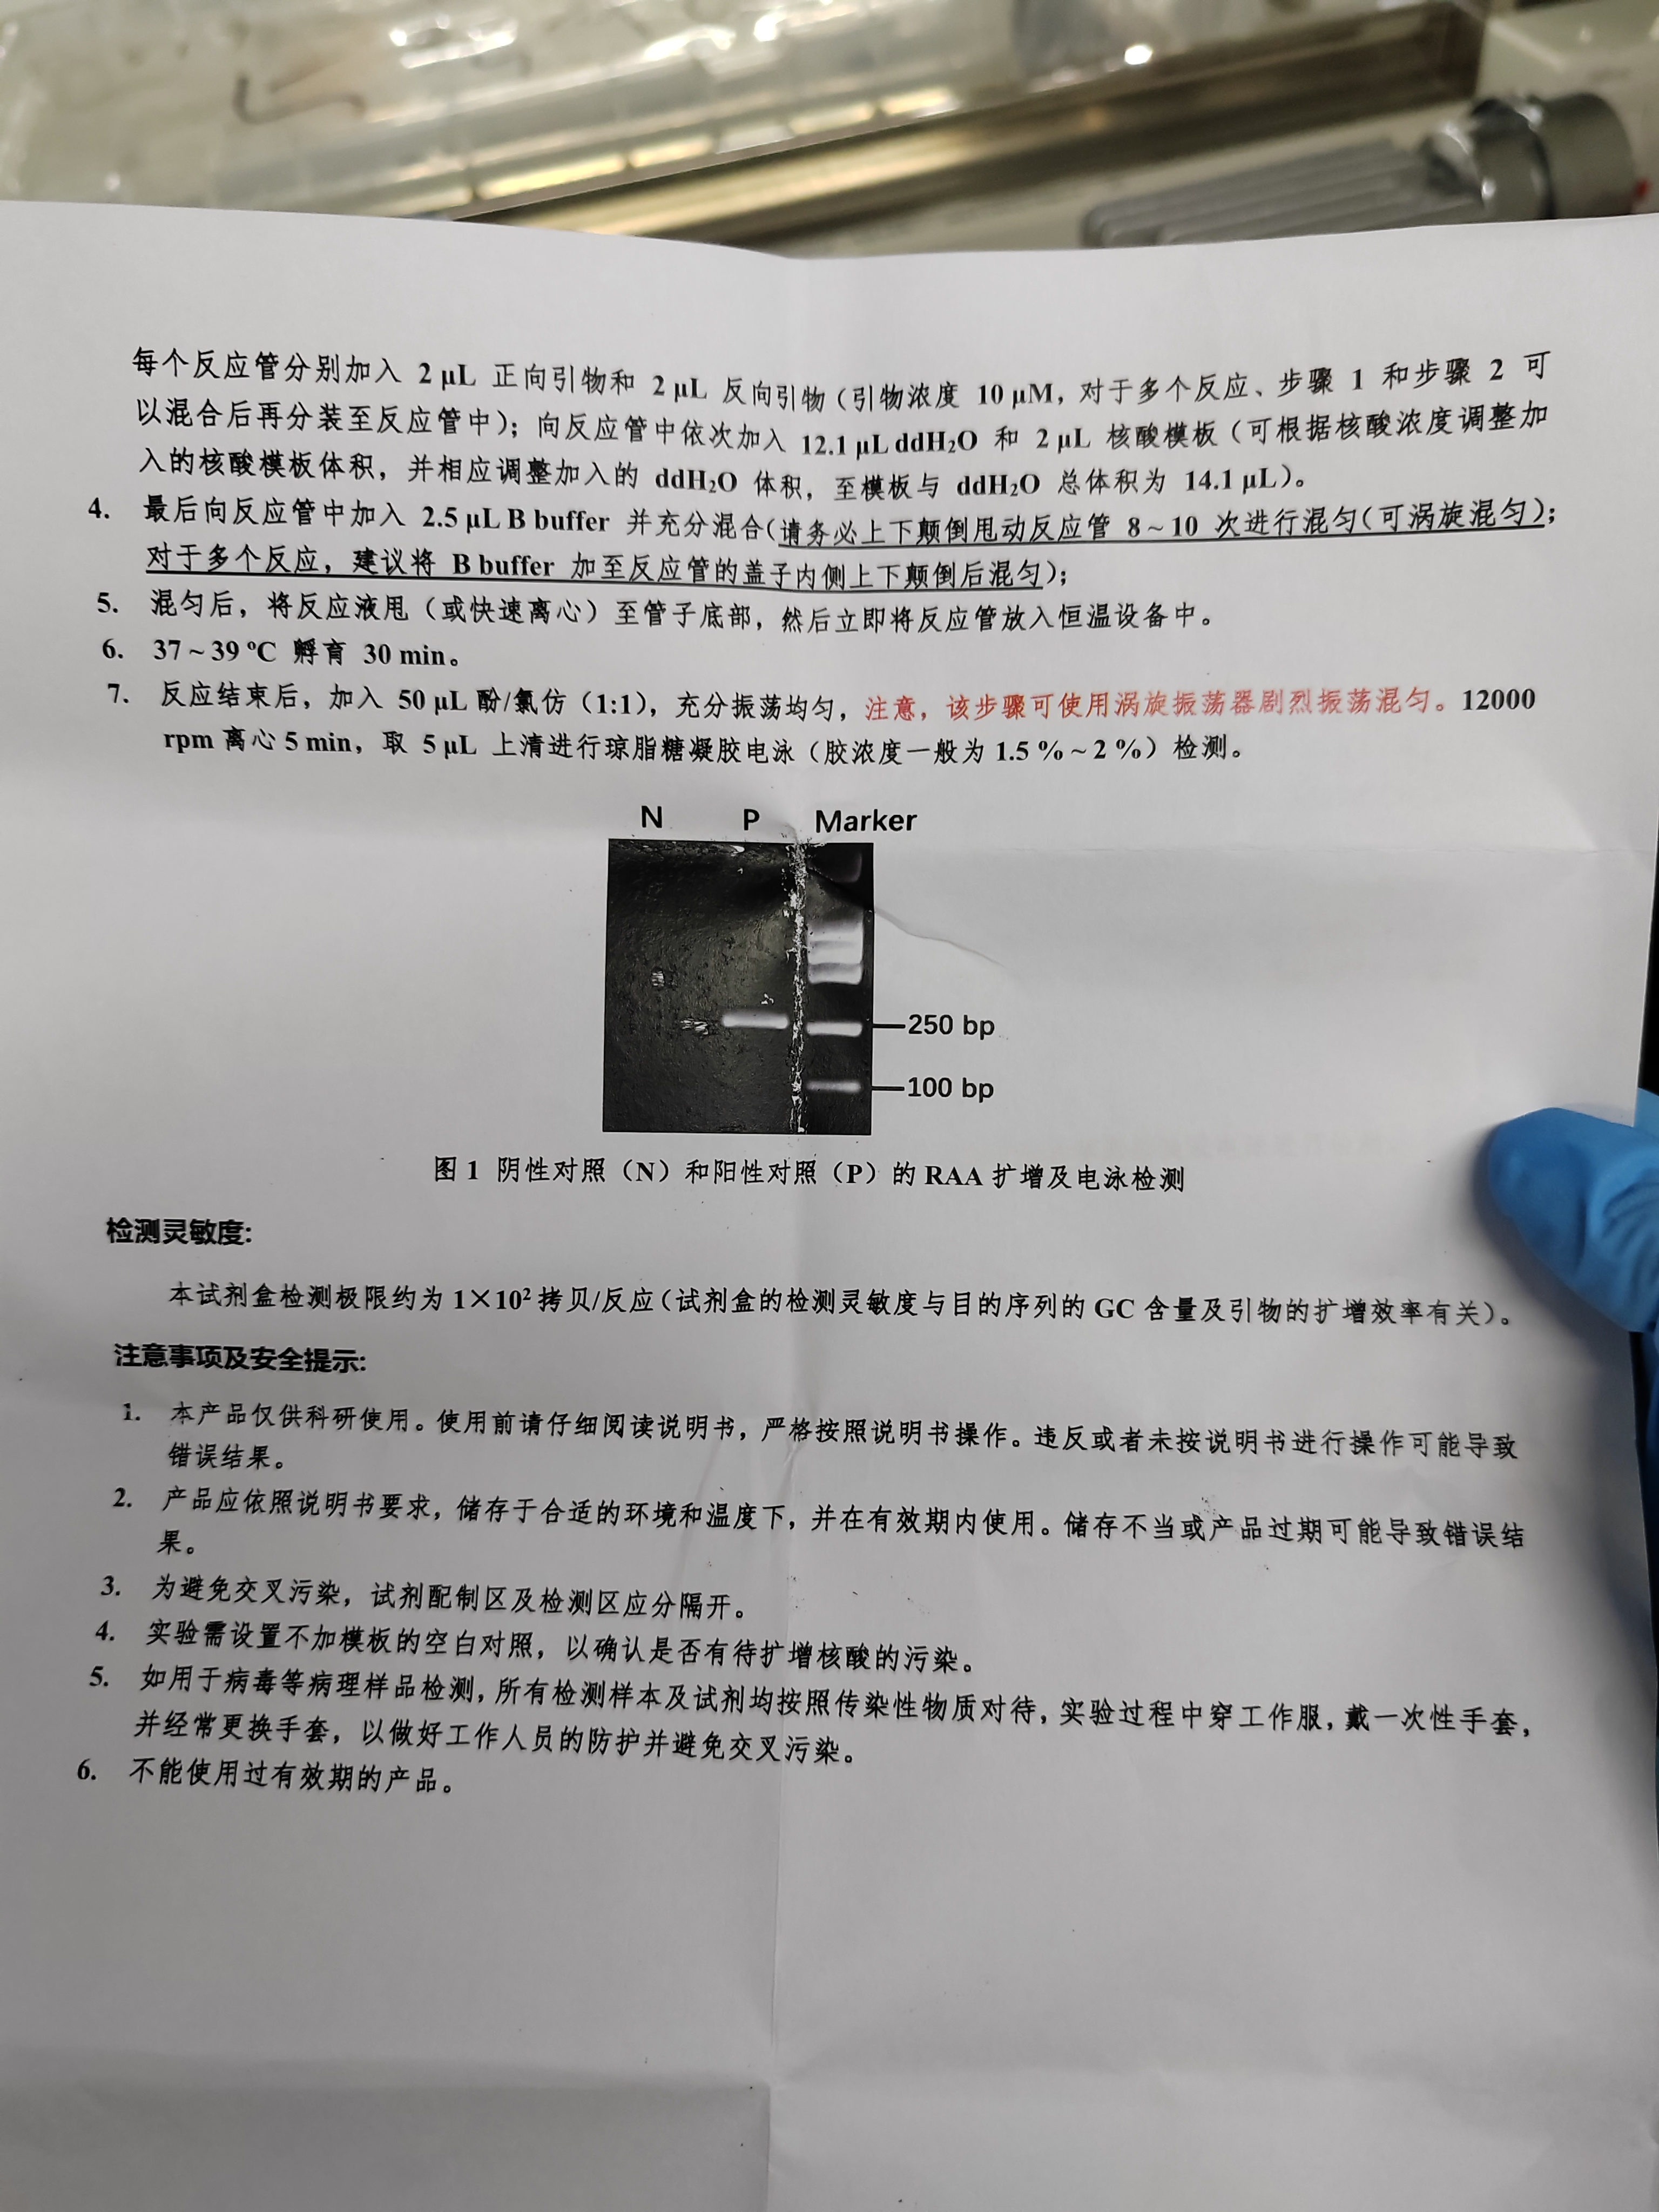 每个反应管分别加入 2 μL 正向引物和 2 μL 反向引物（引物浓度 10 μM，对于多个反应、步骤 1 和步骤 2 可
以混合后再分装至反应管中）；向反应管中依次加入 12.1 μL ddH₂O 和 2 μL 核酸模板（可根据核酸浓度调整加
入的核酸模板体积，并相应调整加入的 ddH₂O 体积，至模板与 ddH₂O 总体积为 14.1 μL）。
4. 最后向反应管中加入 2.5 μL B buffer 并充分混合（请务必上下颠倒甩动反应管 8 ~ 10 次进行混匀（可涡旋混匀）；
对于多个反应，建议将 B buffer 加至反应管的盖子内侧上下颠倒后混匀）；
5. 混匀后，将反应液甩（或快速离心）至管子底部，然后立即将反应管放入恒温设备中。
6. 37 ~ 39 ºC 孵育 30 min。
7. 反应结束后，加入 50 μL 酚/氯仿（1:1），充分振荡均匀，注意，该步骤可使用涡旋振荡器剧烈振荡混匀。12000
rpm 离心 5 min，取 5 μL 上清进行琼脂糖凝胶电泳（胶浓度一般为 1.5 % ~ 2 %）检测。
N P Marker
250 bp
100 bp
图 1 阴性对照（N）和阳性对照（P）的 RAA 扩增及电泳检测
检测灵敏度:
本试剂盒检测极限约为 1×10² 拷贝/反应（试剂盒的检测灵敏度与目的序列的 GC 含量及引物的扩增效率有关）。
注意事项及安全提示:
1. 本产品仅供科研使用。使用前请仔细阅读说明书，严格按照说明书操作。违反或者未按说明书进行操作可能导致
错误结果。
2. 产品应依照说明书要求，储存于合适的环境和温度下，并在有效期内使用。储存不当或产品过期可能导致错误结
果。
3. 为避免交叉污染，试剂配制区及检测区应分隔开。
4. 实验需设置不加模板的空白对照，以确认是否有待扩增核酸的污染。
5. 如用于病毒等病理样品检测，所有检测样本及试剂均按照传染性物质对待，实验过程中穿工作服，戴一次性手套，
并经常更换手套，以做好工作人员的防护并避免交叉污染。
6. 不能使用过有效期的产品。